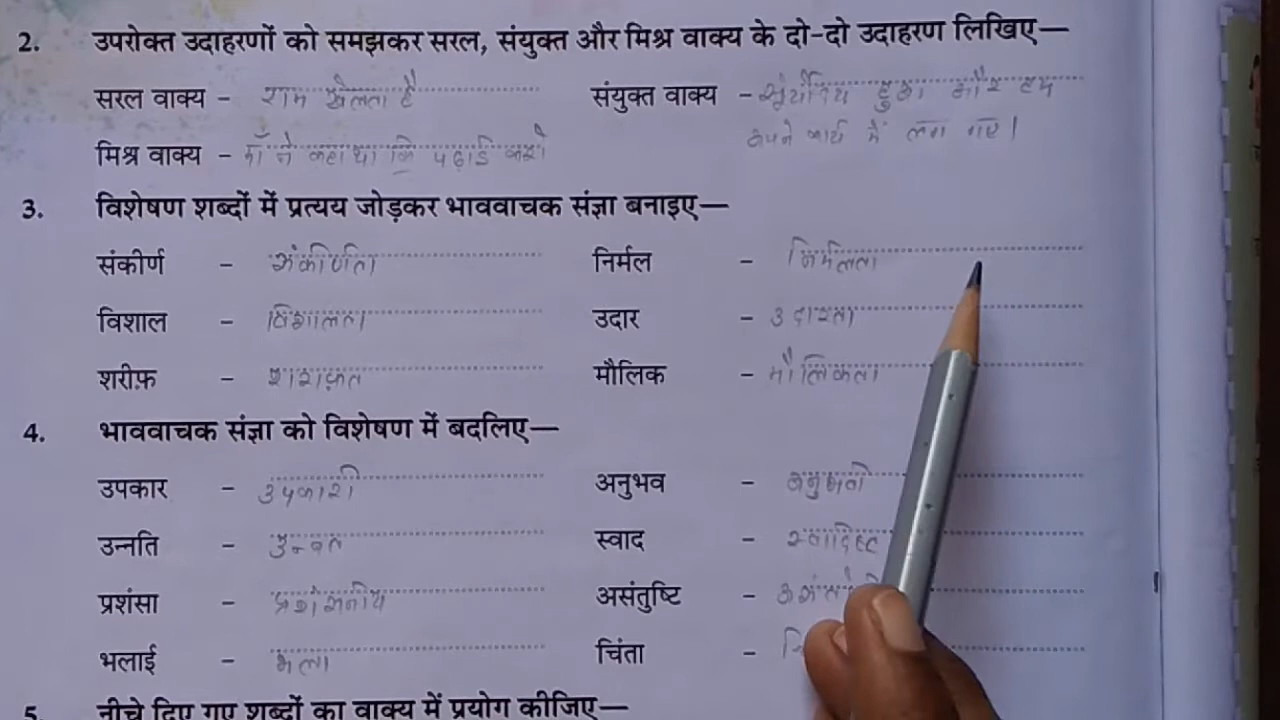 2. उपरोक्त उदाहरणों को समझकर सरल, संयुक्त और मिश्र वाक्य के दो-दो उदाहरण लिखिए—
सरल वाक्य - राम खेलता है संयुक्त वाक्य - सूर्योदय हुआ और हम
अपने कार्य में लग गए।
मिश्र वाक्य - माँ ने कहा था कि पढ़ाई करो
3. विशेषण शब्दों में प्रत्यय जोड़कर भाववाचक संज्ञा बनाइए—
संकीर्ण - संकीर्णता निर्मल - निर्मलता
विशाल - विशालता उदार - उदारता
शरीफ़ - शराफ़त मौलिक - मौलिकता
4. भाववाचक संज्ञा को विशेषण में बदलिए—
उपकार - उपकारी अनुभव - अनुभवी
उन्नति - उन्नत स्वाद - स्वादिष्ट
प्रशंसा - प्रशंसनीय असंतुष्टि -
भलाई - भला चिंता -
5. नीचे दिए गए शब्दों का वाक्य में प्रयोग कीजिए—